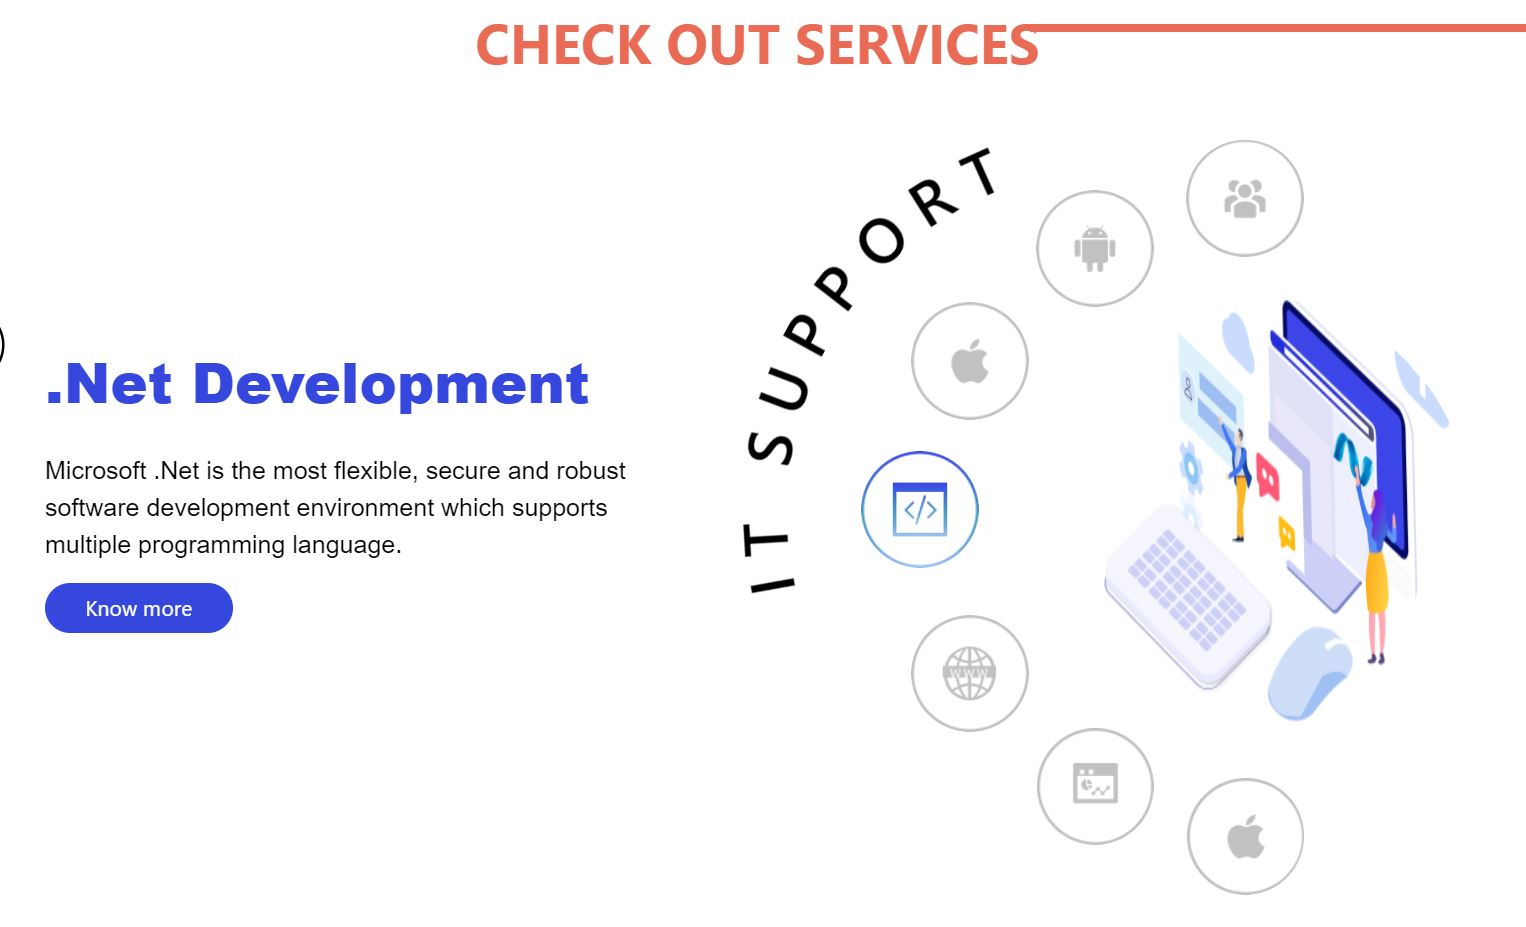 CHECK OUT SERVICES
IT SUPPORT
.Net Development
Microsoft .Net is the most flexible, secure and robust
software development environment which supports
multiple programming language.
Know more
</>
WWW